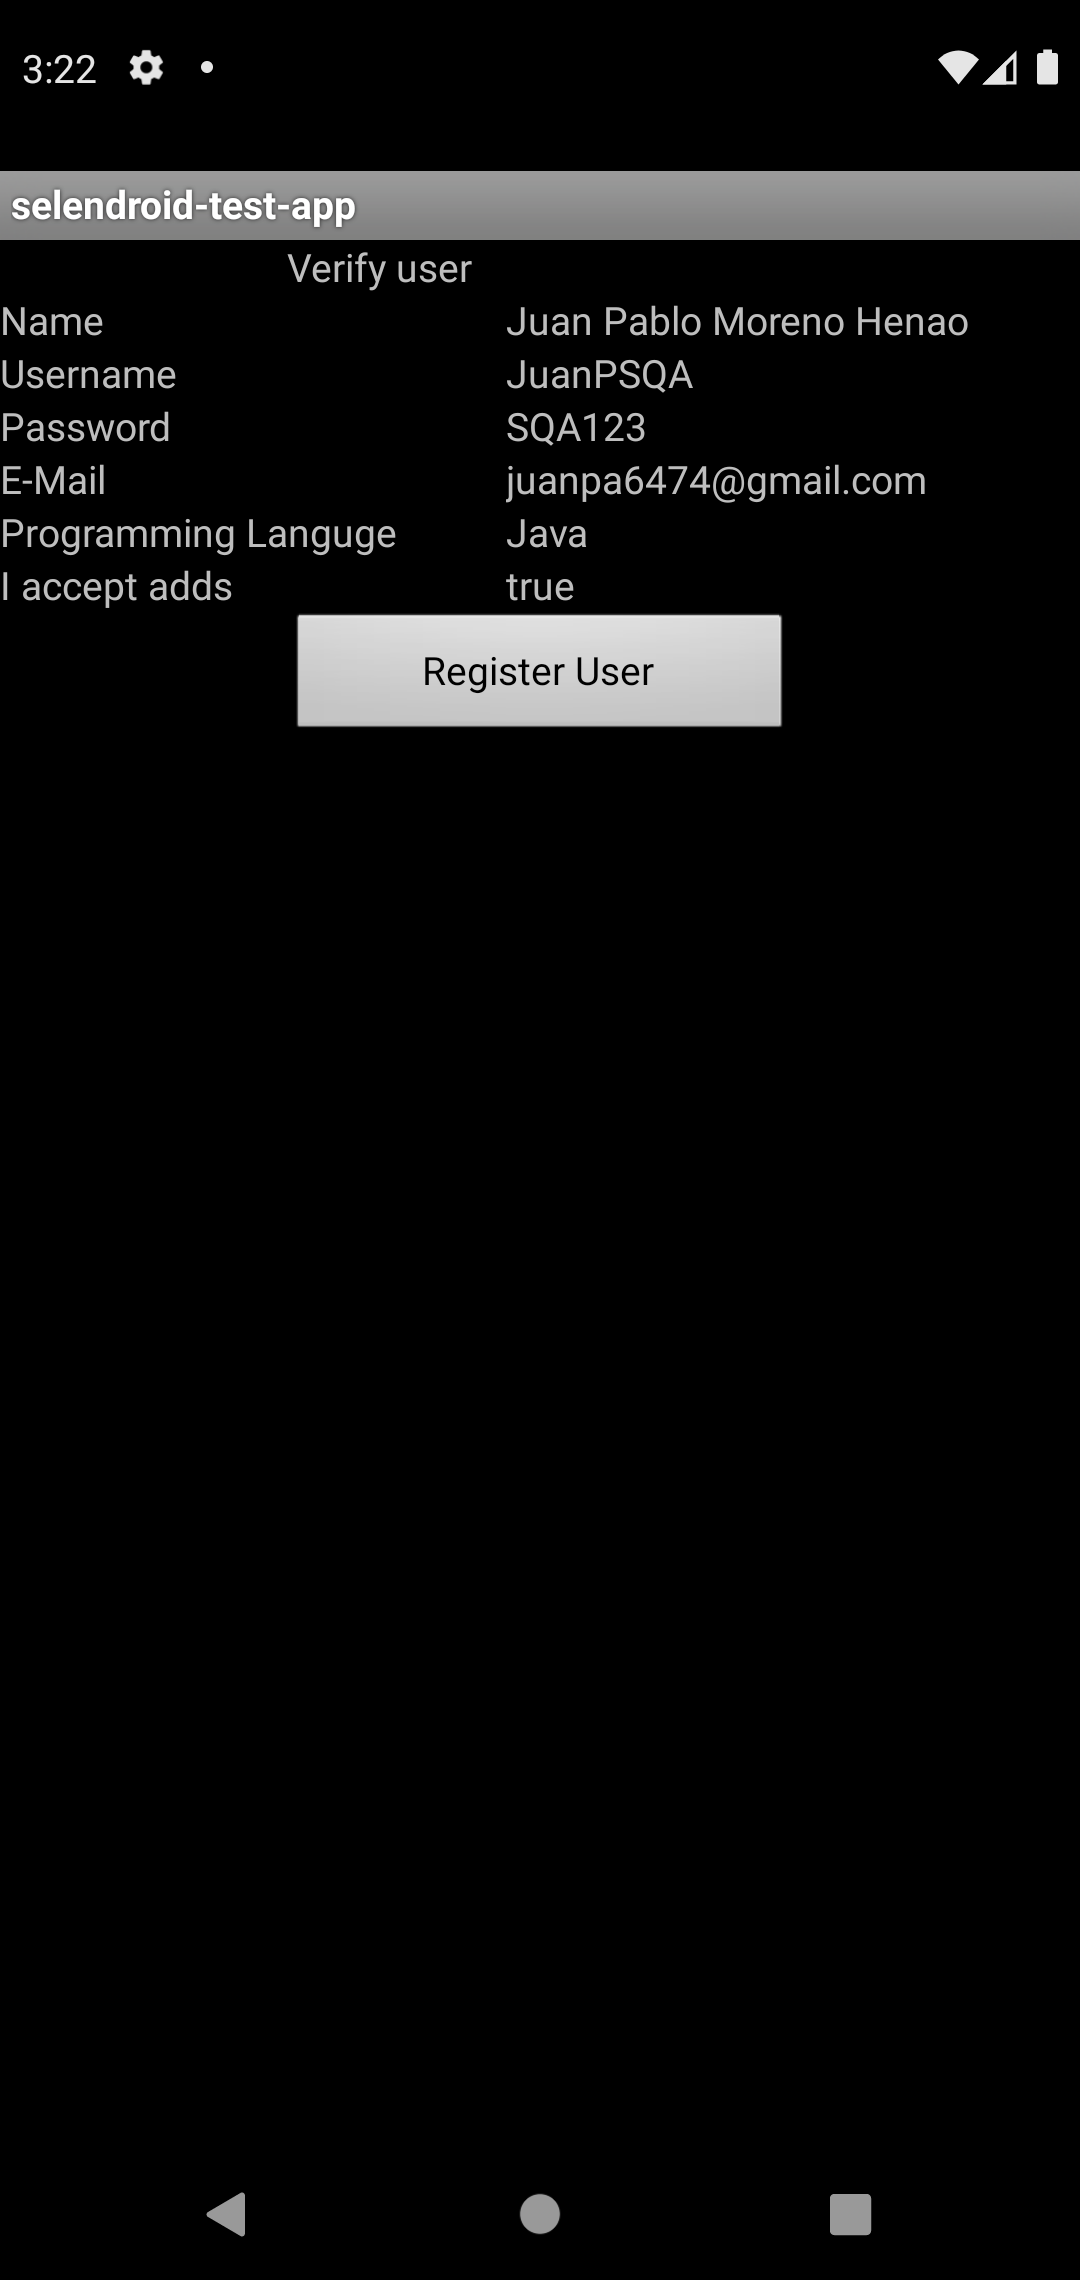 3:22
selendroid-test-app
Verify user
Name Juan Pablo Moreno Henao
Username JuanPSQA
Password SQA123
E-Mail juanpa6474@gmail.com
Programming Languge Java
I accept adds true
Register User